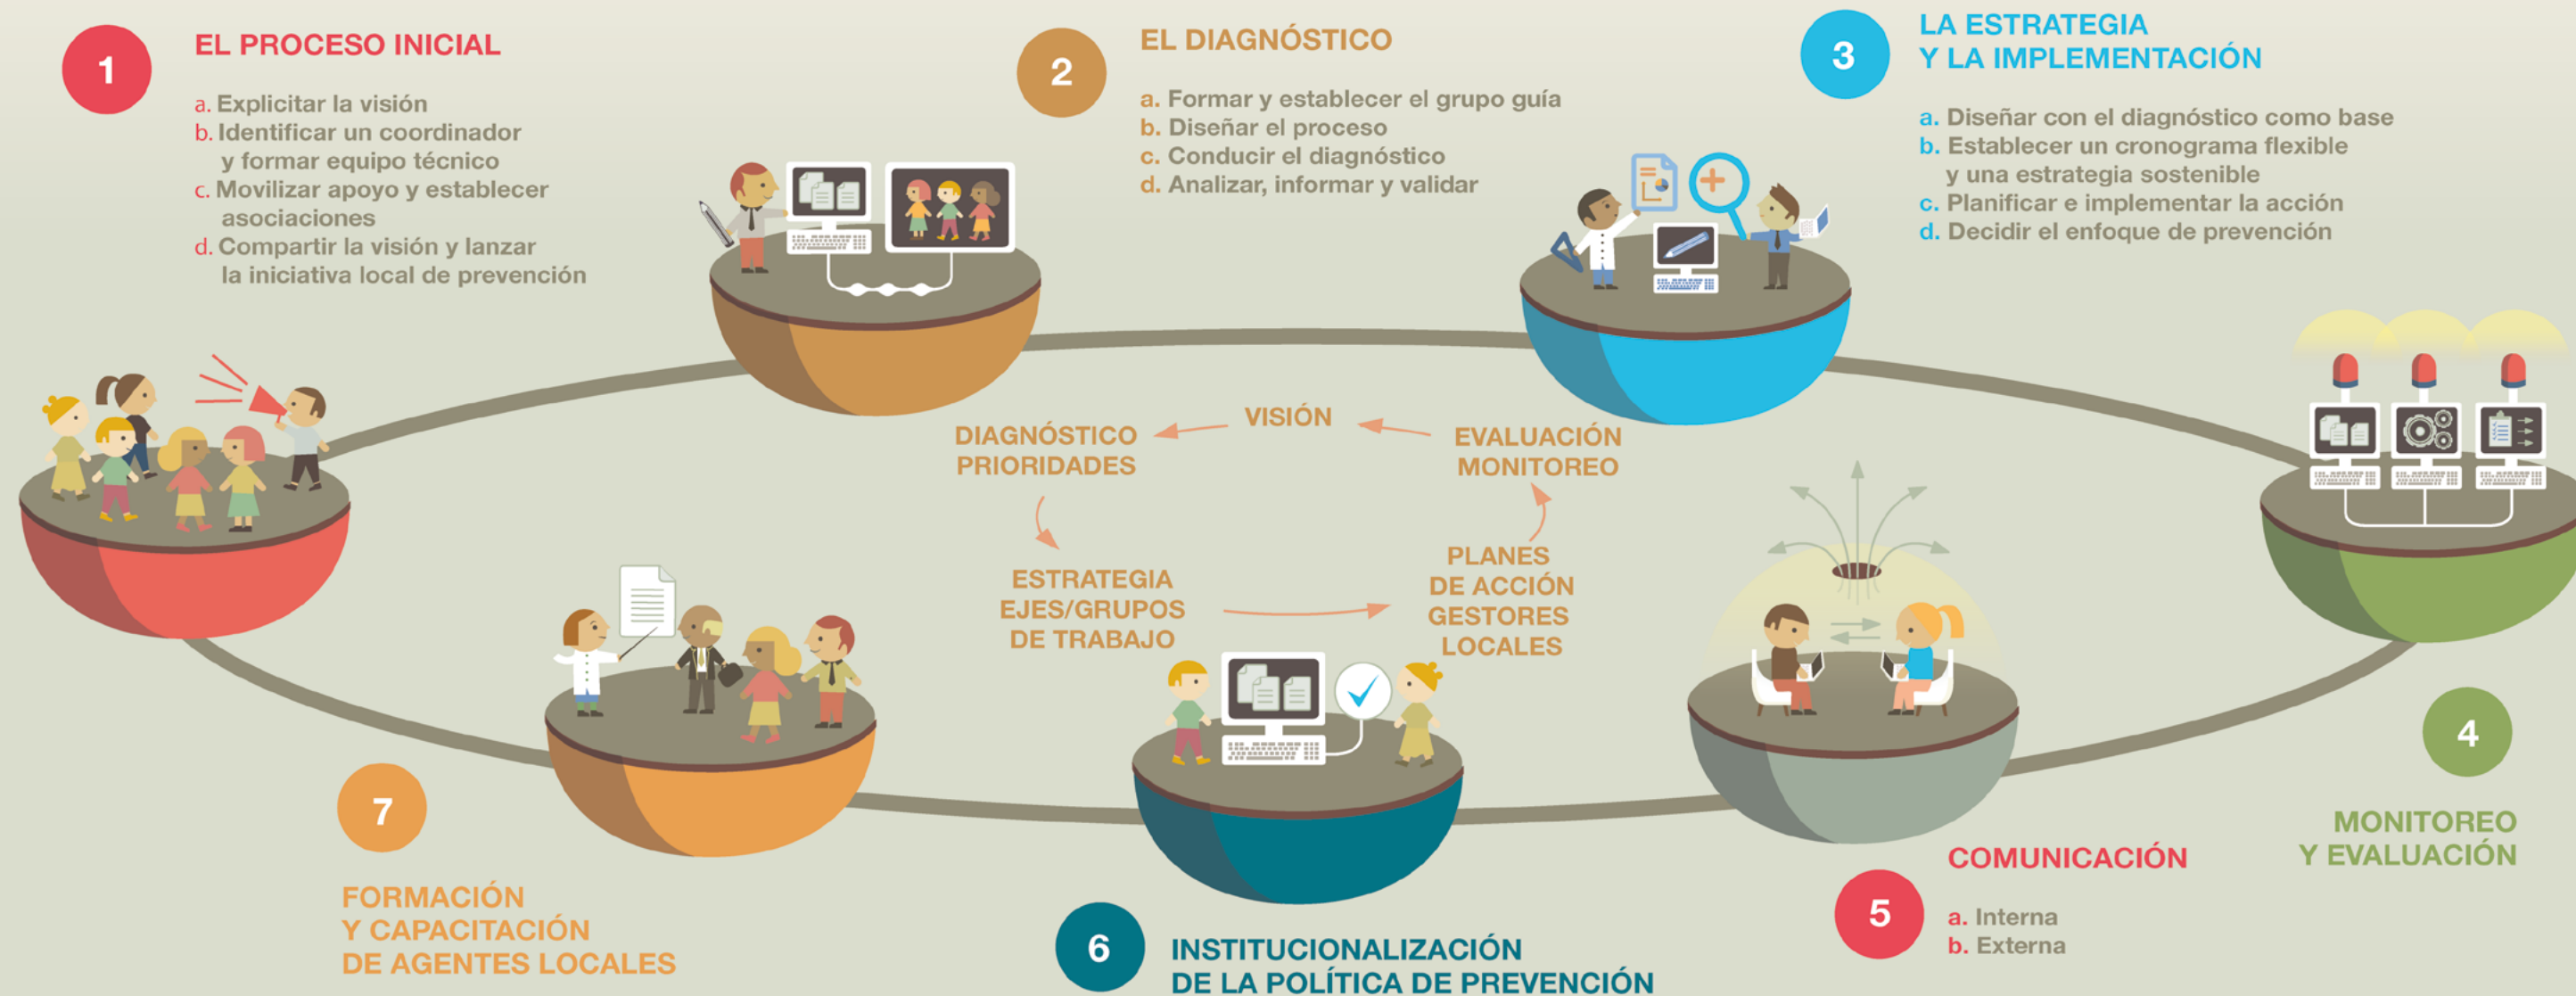 1
EL PROCESO INICIAL
a. Explicitar la visión
b. Identificar un coordinador
y formar equipo técnico
c. Movilizar apoyo y establecer
asociaciones
d. Compartir la visión y lanzar
la iniciativa local de prevención
2
EL DIAGNÓSTICO
a. Formar y establecer el grupo guía
b. Diseñar el proceso
c. Conducir el diagnóstico
d. Analizar, informar y validar
3
LA ESTRATEGIA
Y LA IMPLEMENTACIÓN
a. Diseñar con el diagnóstico como base
b. Establecer un cronograma flexible
y una estrategia sostenible
c. Planificar e implementar la acción
d. Decidir el enfoque de prevención
VISIÓN
DIAGNÓSTICO
PRIORIDADES
ESTRATEGIA
EJES/GRUPOS
DE TRABAJO
PLANES
DE ACCIÓN
GESTORES
LOCALES
EVALUACIÓN
MONITOREO
4
MONITOREO
Y EVALUACIÓN
5
COMUNICACIÓN
a. Interna
b. Externa
6
INSTITUCIONALIZACIÓN
DE LA POLÍTICA DE PREVENCIÓN
7
FORMACIÓN
Y CAPACITACIÓN
DE AGENTES LOCALES